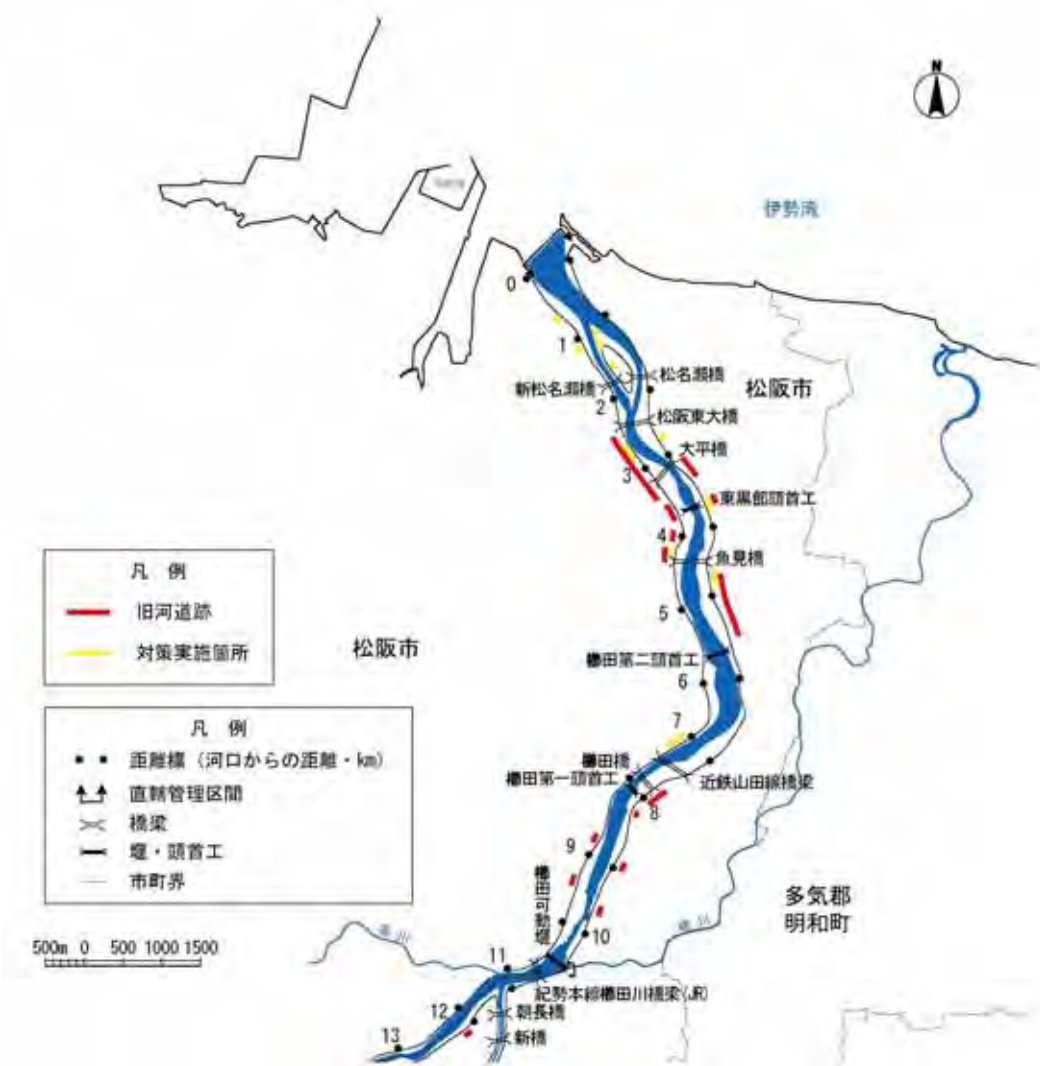 N
伊勢湾
0
1
松名瀬橋
新松名瀬橋
松阪市
2
松阪東大橋
大平橋
3
東黒部頭首工
4
魚見橋
凡 例
旧河道跡
対策実施箇所
5
松阪市
櫛田第二頭首工
6
7
凡 例
距離標（河口からの距離・km）
直轄管理区間
橋梁
堰・頭首工
市町界
櫛田橋
櫛田第一頭首工
近鉄山田線橋梁
8
9
櫛田可動堰
多気郡
明和町
10
500m 0 500 1000 1500
11
紀勢本線櫛田川橋梁(JR)
朝長橋
12
新橋
13